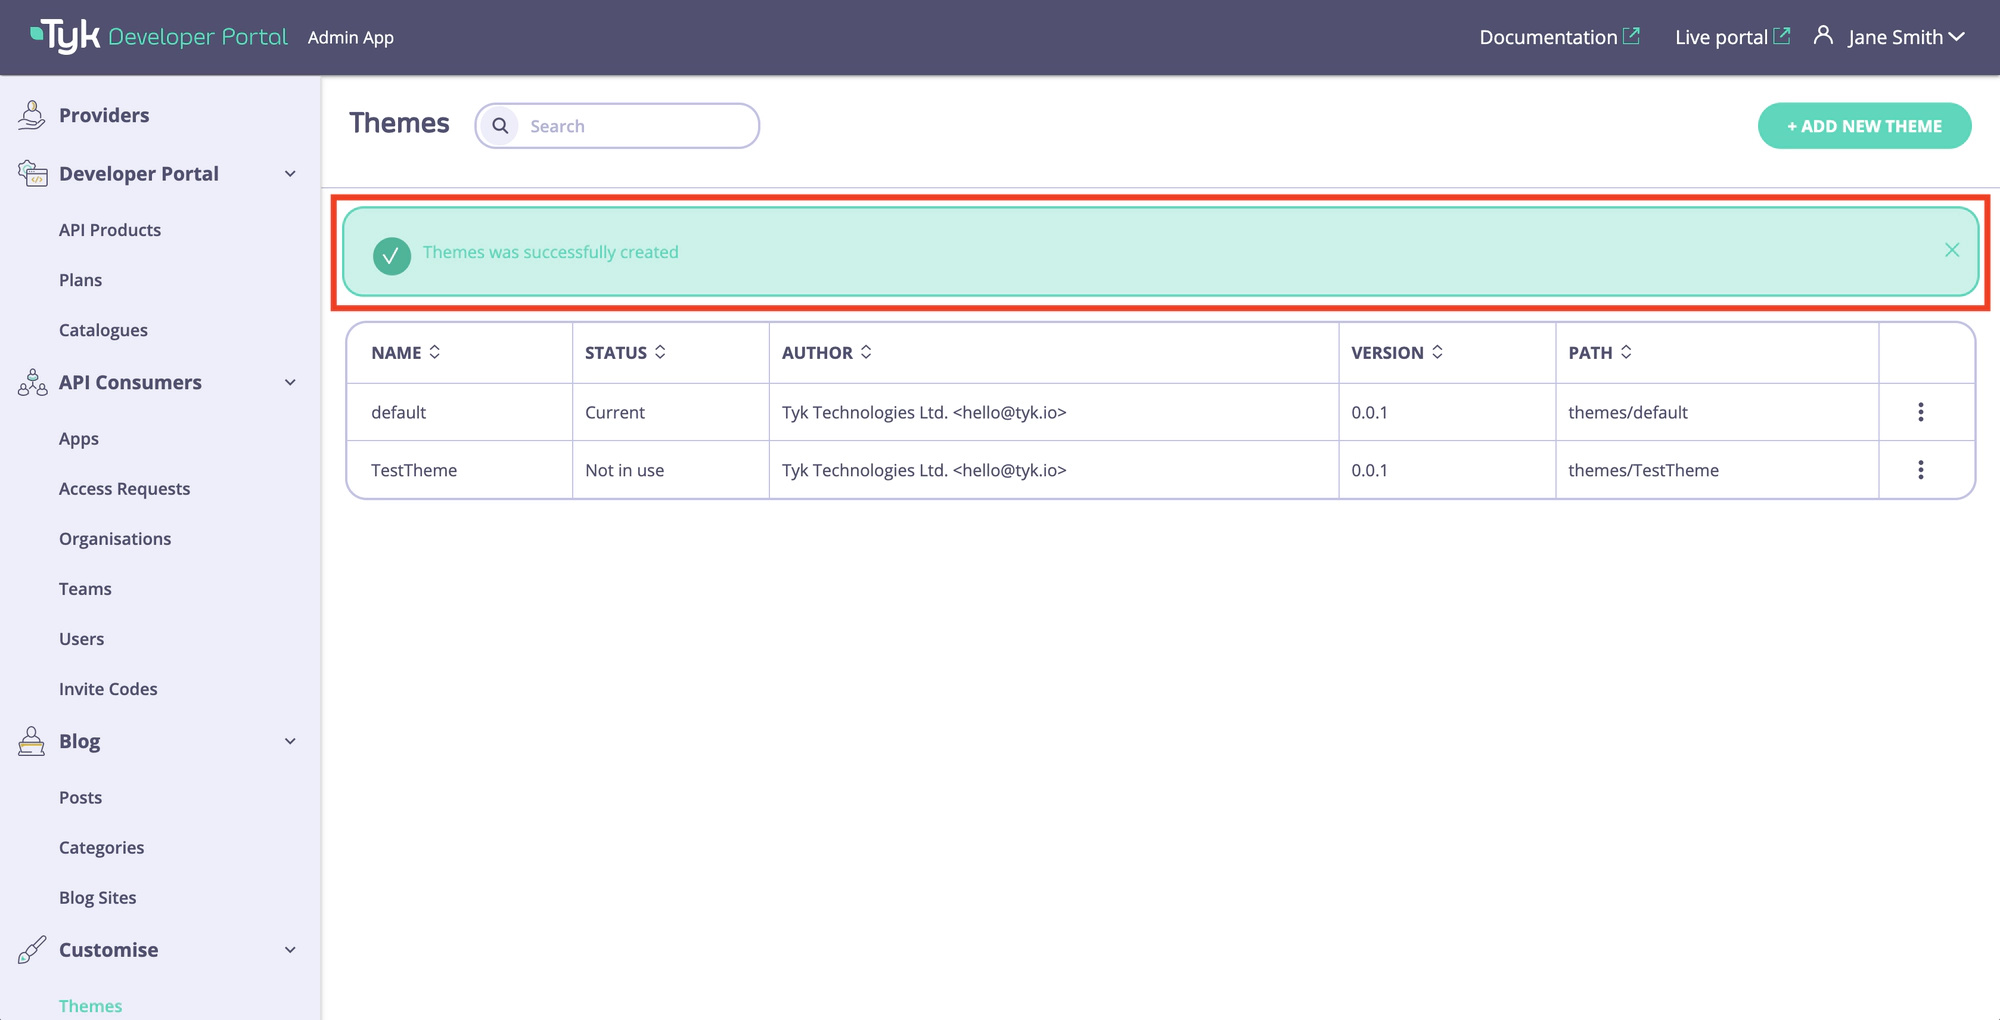 Tyk Developer Portal Admin App Documentation Live portal Jane Smith
Providers
Developer Portal
API Products
Plans
Catalogues
API Consumers
Apps
Access Requests
Organisations
Teams
Users
Invite Codes
Blog
Posts
Categories
Blog Sites
Customise
Themes
Themes Search + ADD NEW THEME
Themes was successfully created
NAME STATUS AUTHOR VERSION PATH
default Current Tyk Technologies Ltd. <hello@tyk.io> 0.0.1 themes/default
TestTheme Not in use Tyk Technologies Ltd. <hello@tyk.io> 0.0.1 themes/TestTheme